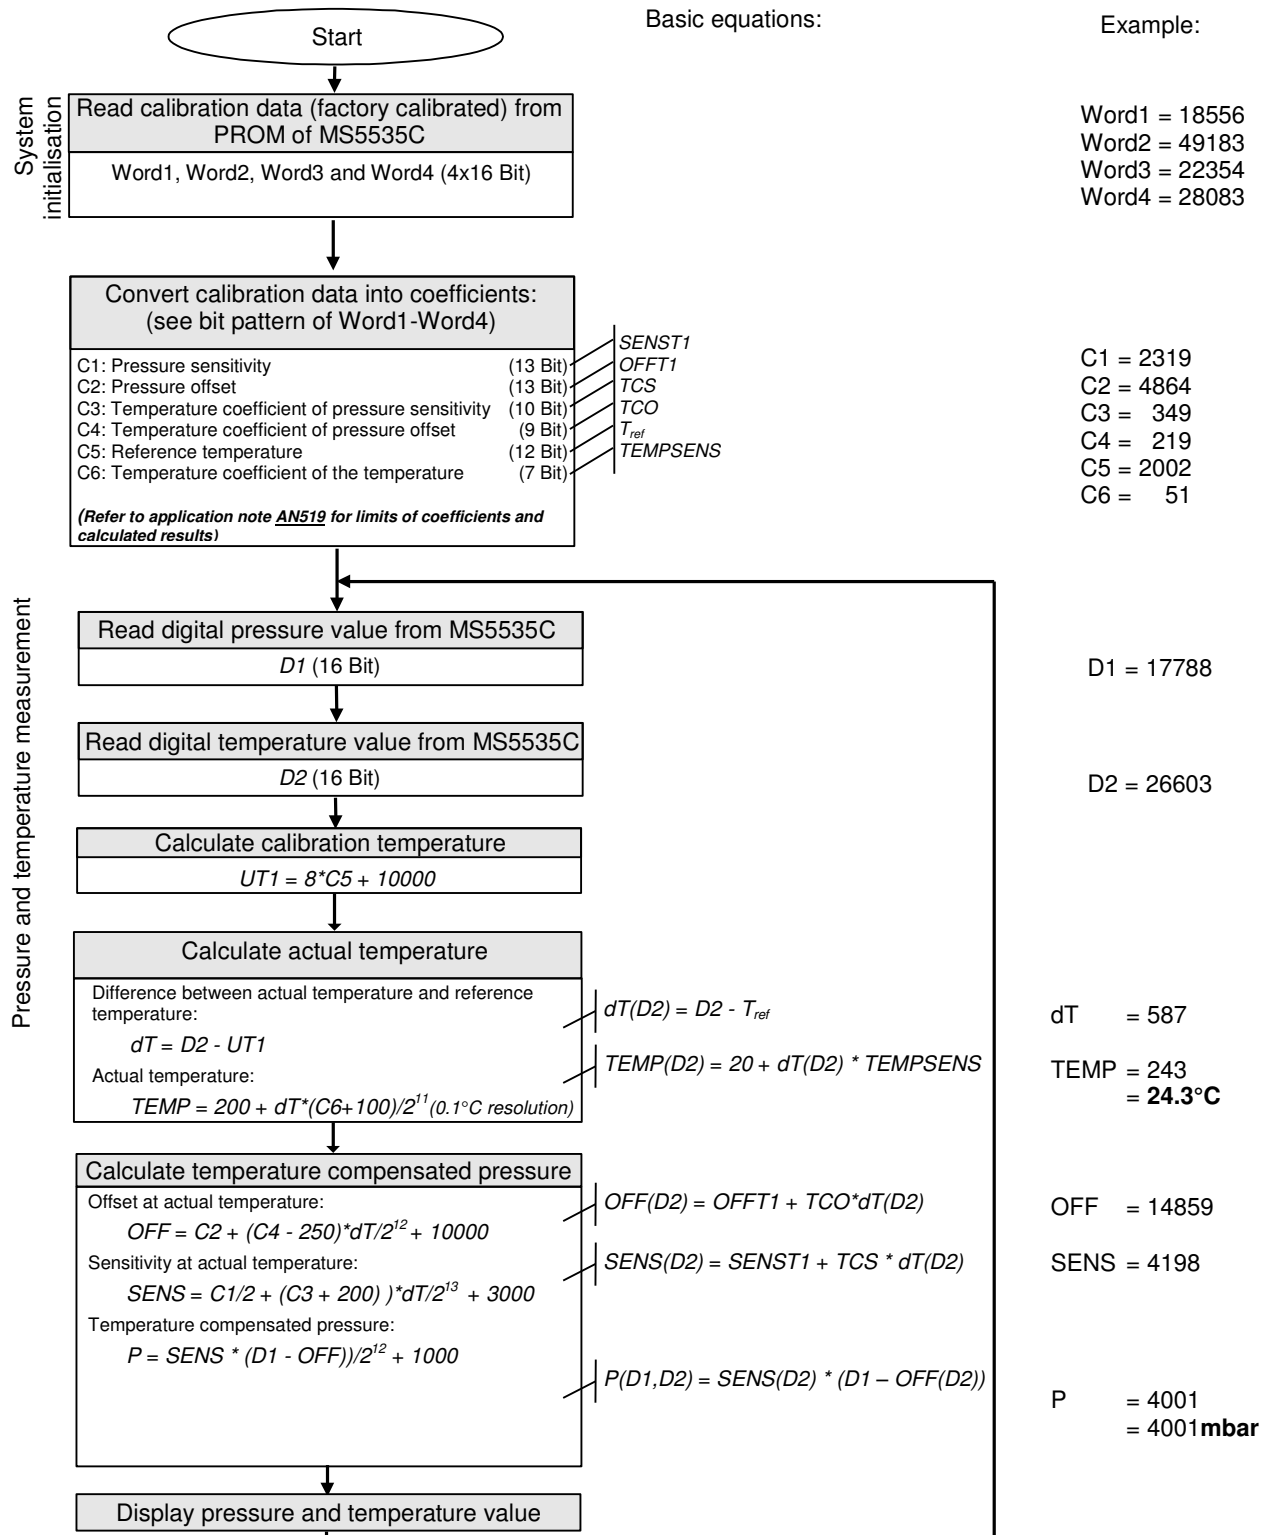 Start
Basic equations:
Example:
System
initialisation
Read calibration data (factory calibrated) from
PROM of MS5535C
Word1, Word2, Word3 and Word4 (4x16 Bit)
Word1 = 18556
Word2 = 49183
Word3 = 22354
Word4 = 28083
Convert calibration data into coefficients:
(see bit pattern of Word1-Word4)
C1: Pressure sensitivity (13 Bit)
C2: Pressure offset (13 Bit)
C3: Temperature coefficient of pressure sensitivity (10 Bit)
C4: Temperature coefficient of pressure offset (9 Bit)
C5: Reference temperature (12 Bit)
C6: Temperature coefficient of the temperature (7 Bit)
(Refer to application note AN519 for limits of coefficients and
calculated results)
SENST1
OFFT1
TCS
TCO
Tref
TEMPSENS
C1 = 2319
C2 = 4864
C3 = 349
C4 = 219
C5 = 2002
C6 = 51
Pressure and temperature measurement
Read digital pressure value from MS5535C
D1 (16 Bit)
D1 = 17788
Read digital temperature value from MS5535C
D2 (16 Bit)
D2 = 26603
Calculate calibration temperature
UT1 = 8*C5 + 10000
Calculate actual temperature
Difference between actual temperature and reference
temperature:
dT = D2 - UT1
Actual temperature:
TEMP = 200 + dT*(C6+100)/2^11 (0.1°C resolution)
dT(D2) = D2 - Tref
TEMP(D2) = 20 + dT(D2) * TEMPSENS
dT = 587
TEMP = 243
= 24.3°C
Calculate temperature compensated pressure
Offset at actual temperature:
OFF = C2 + (C4 - 250)*dT/2^12 + 10000
Sensitivity at actual temperature:
SENS = C1/2 + (C3 + 200) )*dT/2^13 + 3000
Temperature compensated pressure:
P = SENS * (D1 - OFF))/2^12 + 1000
OFF(D2) = OFFT1 + TCO*dT(D2)
SENS(D2) = SENST1 + TCS * dT(D2)
P(D1,D2) = SENS(D2) * (D1 – OFF(D2))
OFF = 14859
SENS = 4198
P = 4001
= 4001mbar
Display pressure and temperature value